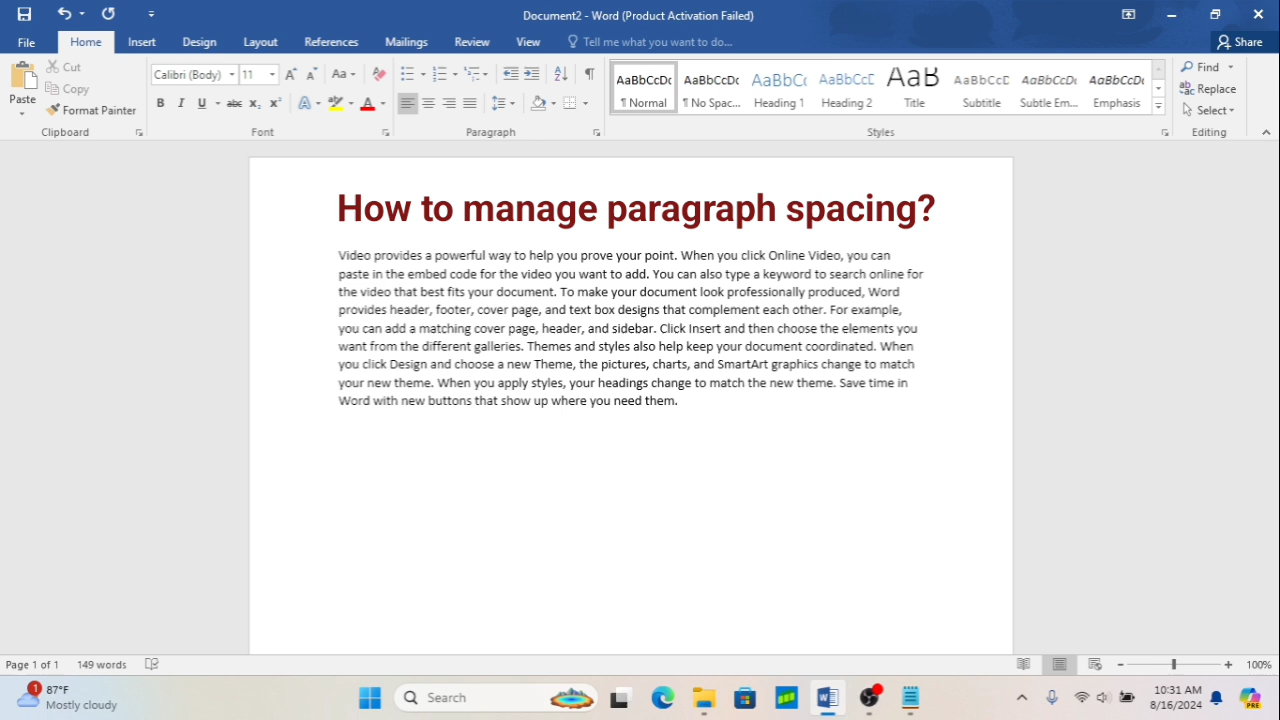 Document2 - Word (Product Activation Failed)
File Home Insert Design Layout References Mailings Review View Tell me what you want to do... Share
Paste
Cut
Copy
Format Painter
Clipboard
Calibri (Body) 11
Font
Paragraph
AaBbCcDc AaBbCcDc AaBbCc AaBbCcD AaB AaBbCcD AaBbCcDc AaBbCcDc
¶ Normal ¶ No Spac... Heading 1 Heading 2 Title Subtitle Subtle Em... Emphasis
Styles
Find
Replace
Select
Editing
How to manage paragraph spacing?
Video provides a powerful way to help you prove your point. When you click Online Video, you can
paste in the embed code for the video you want to add. You can also type a keyword to search online for
the video that best fits your document. To make your document look professionally produced, Word
provides header, footer, cover page, and text box designs that complement each other. For example,
you can add a matching cover page, header, and sidebar. Click Insert and then choose the elements you
want from the different galleries. Themes and styles also help keep your document coordinated. When
you click Design and choose a new Theme, the pictures, charts, and SmartArt graphics change to match
your new theme. When you apply styles, your headings change to match the new theme. Save time in
Word with new buttons that show up where you need them.
Page 1 of 1 149 words 100%
1 87°F
Mostly cloudy
Search
10:31 AM
8/16/2024
PRE